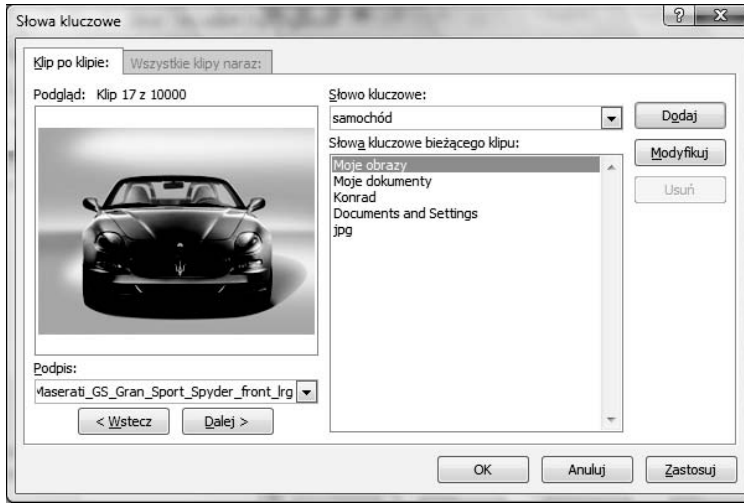 Słowa kluczowe
Klip po klipie:
Wszystkie klipy naraz:
Podgląd: Klip 17 z 10000
Słowo kluczowe:
samochód
Dodaj
Słowa kluczowe bieżącego klipu:
Modyfikuj
Moje obrazy
Usuń
Moje dokumenty
Konrad
Documents and Settings
jpg
Podpis:
Maserati_GS_Gran_Sport_Spyder_front_lrg
< Wstecz
Dalej >
OK
Anuluj
Zastosuj